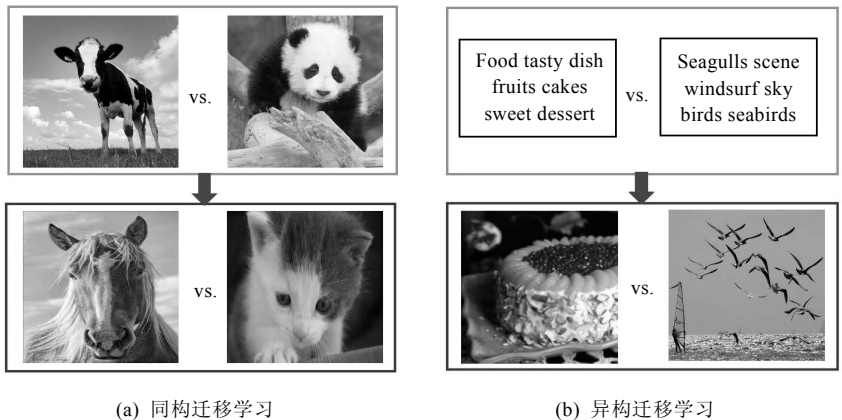 vs.
Food tasty dish
fruits cakes
sweet dessert
vs.
Seagulls scene
windsurf sky
birds seabirds
vs.
vs.
(a) 同构迁移学习
(b) 异构迁移学习